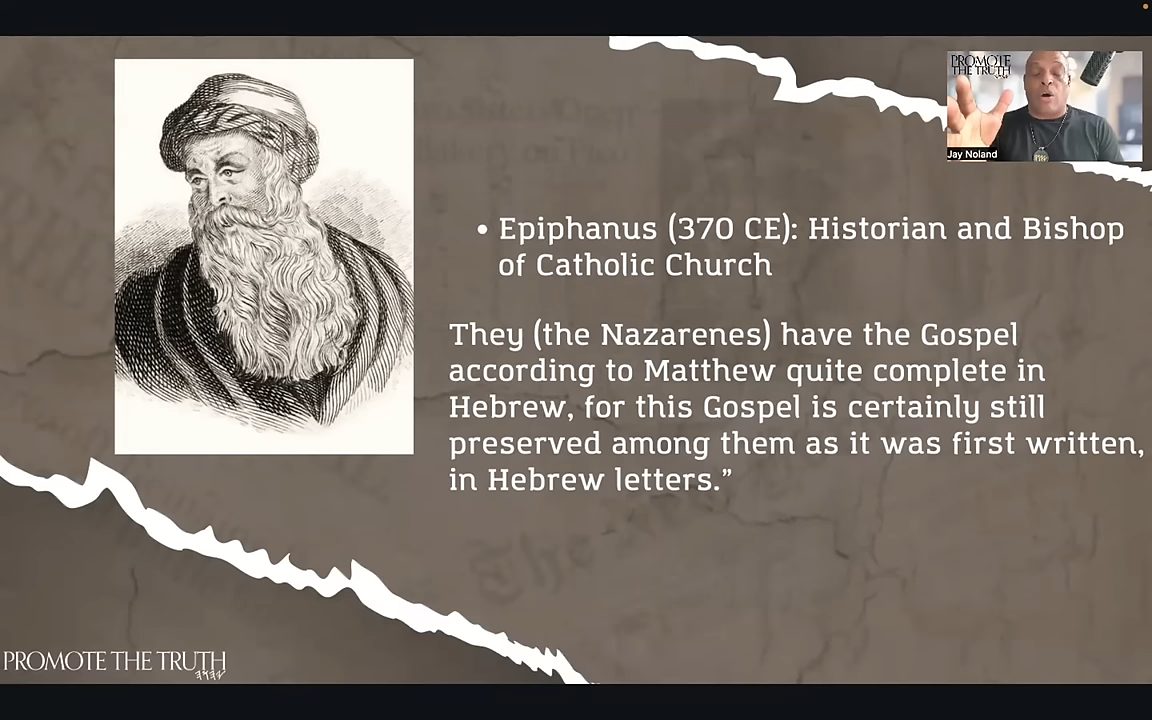 PROMOTE
THE TRUTH
Jay Noland
• Epiphanus (370 CE): Historian and Bishop
of Catholic Church
They (the Nazarenes) have the Gospel
according to Matthew quite complete in
Hebrew, for this Gospel is certainly still
preserved among them as it was first written,
in Hebrew letters.”
PROMOTE THE TRUTH